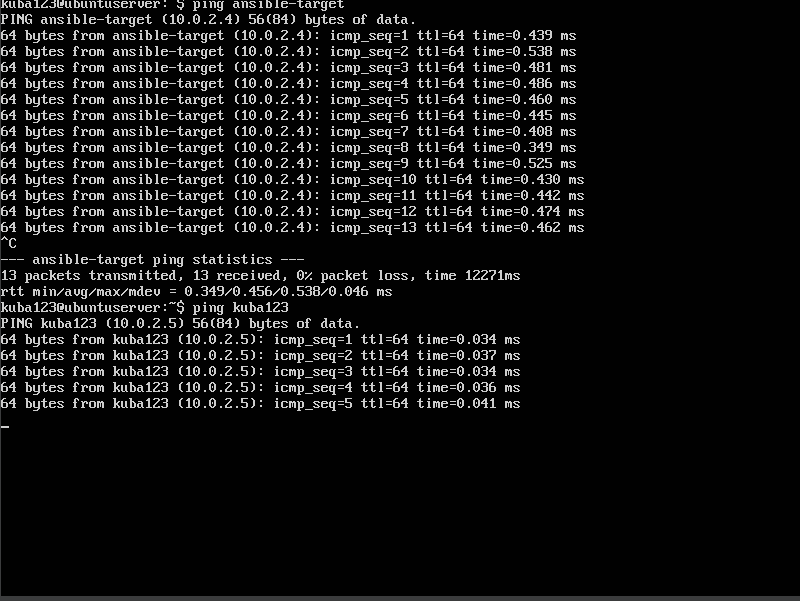 kuba123@ubuntuserver:~$ ping ansible-target
PING ansible-target (10.0.2.4) 56(84) bytes of data.
64 bytes from ansible-target (10.0.2.4): icmp_seq=1 ttl=64 time=0.439 ms
64 bytes from ansible-target (10.0.2.4): icmp_seq=2 ttl=64 time=0.538 ms
64 bytes from ansible-target (10.0.2.4): icmp_seq=3 ttl=64 time=0.481 ms
64 bytes from ansible-target (10.0.2.4): icmp_seq=4 ttl=64 time=0.486 ms
64 bytes from ansible-target (10.0.2.4): icmp_seq=5 ttl=64 time=0.460 ms
64 bytes from ansible-target (10.0.2.4): icmp_seq=6 ttl=64 time=0.445 ms
64 bytes from ansible-target (10.0.2.4): icmp_seq=7 ttl=64 time=0.408 ms
64 bytes from ansible-target (10.0.2.4): icmp_seq=8 ttl=64 time=0.349 ms
64 bytes from ansible-target (10.0.2.4): icmp_seq=9 ttl=64 time=0.525 ms
64 bytes from ansible-target (10.0.2.4): icmp_seq=10 ttl=64 time=0.430 ms
64 bytes from ansible-target (10.0.2.4): icmp_seq=11 ttl=64 time=0.442 ms
64 bytes from ansible-target (10.0.2.4): icmp_seq=12 ttl=64 time=0.474 ms
64 bytes from ansible-target (10.0.2.4): icmp_seq=13 ttl=64 time=0.462 ms
^C
--- ansible-target ping statistics ---
13 packets transmitted, 13 received, 0% packet loss, time 12271ms
rtt min/avg/max/mdev = 0.349/0.456/0.538/0.046 ms
kuba123@ubuntuserver:~$ ping kuba123
PING kuba123 (10.0.2.5) 56(84) bytes of data.
64 bytes from kuba123 (10.0.2.5): icmp_seq=1 ttl=64 time=0.034 ms
64 bytes from kuba123 (10.0.2.5): icmp_seq=2 ttl=64 time=0.037 ms
64 bytes from kuba123 (10.0.2.5): icmp_seq=3 ttl=64 time=0.034 ms
64 bytes from kuba123 (10.0.2.5): icmp_seq=4 ttl=64 time=0.036 ms
64 bytes from kuba123 (10.0.2.5): icmp_seq=5 ttl=64 time=0.041 ms